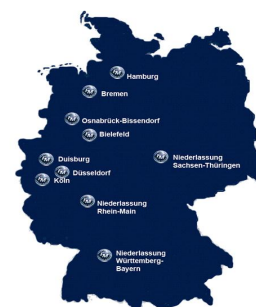 Hamburg
Bremen
Osnabrück-Bissendorf
Bielefeld
Duisburg
Niederlassung
Sachsen-Thüringen
Düsseldorf
Köln
Niederlassung
Rhein-Main
Niederlassung
Württemberg-
Bayern